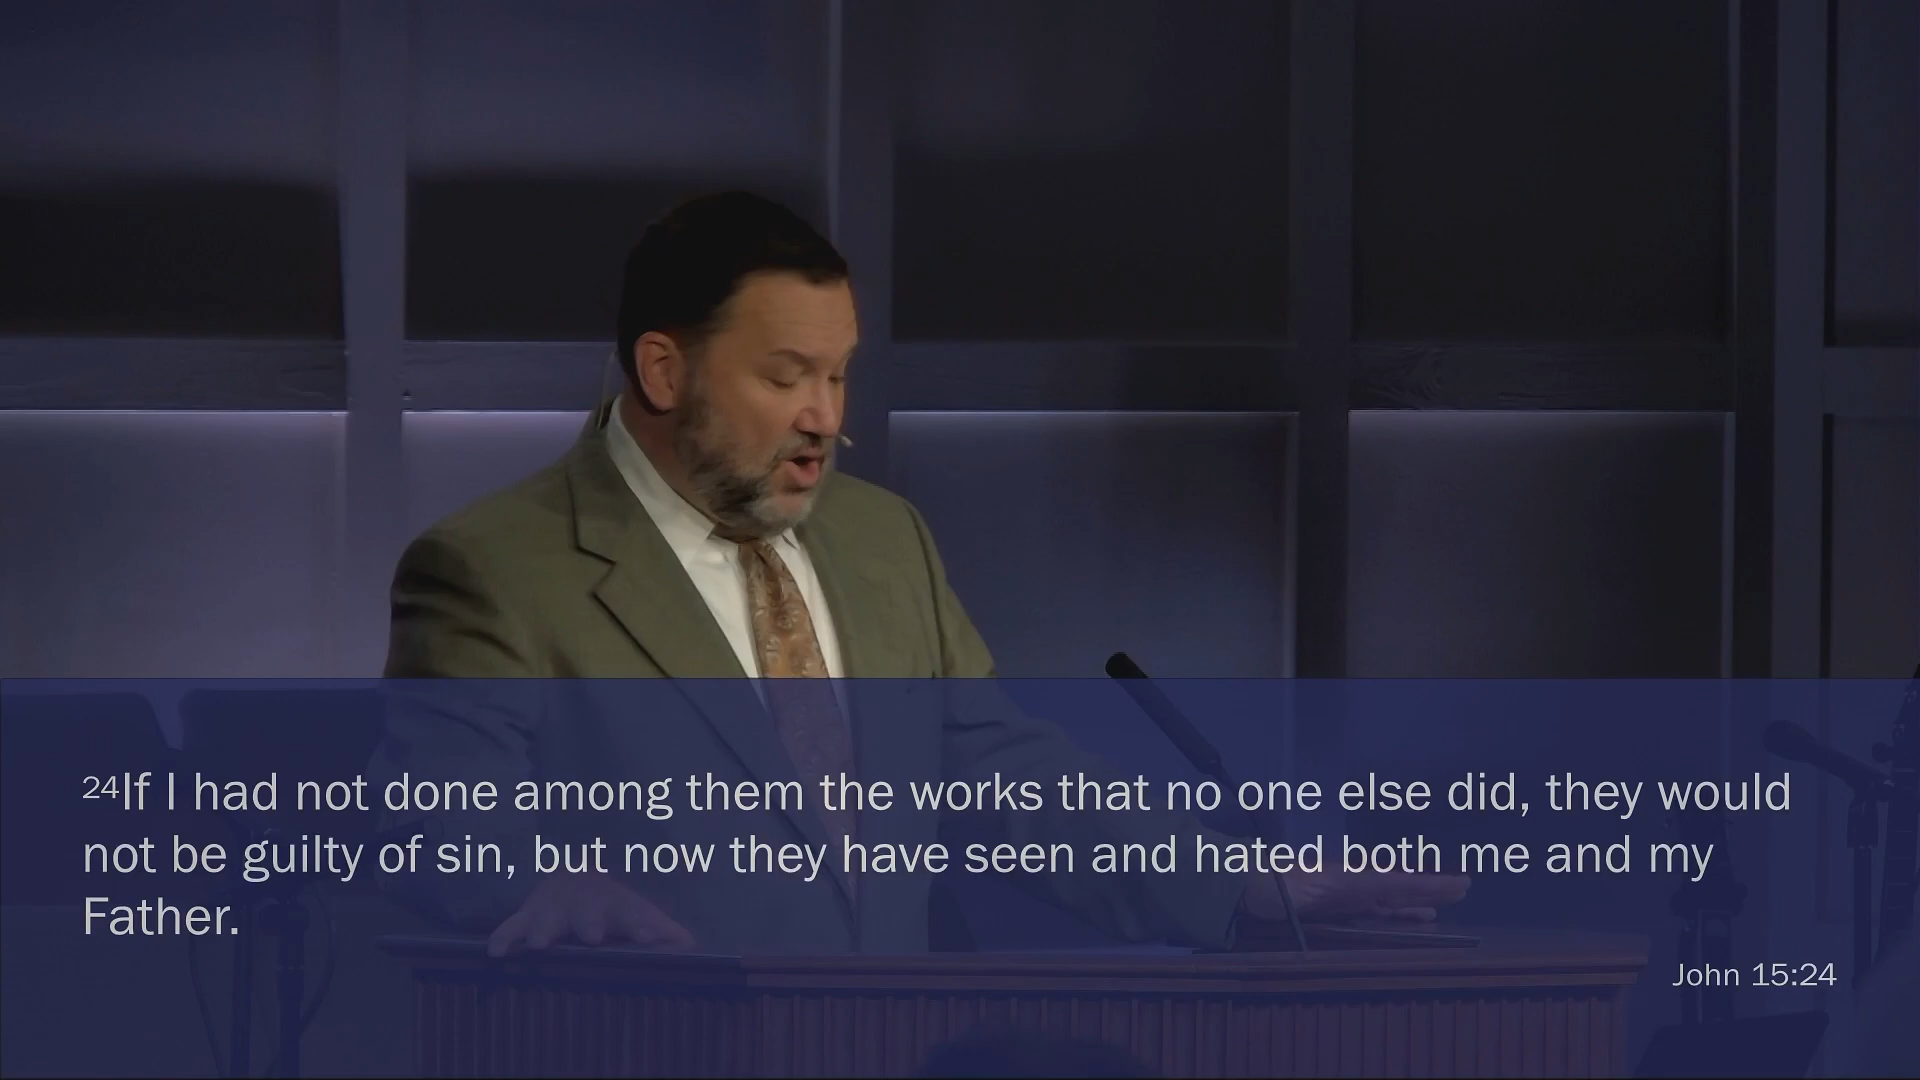 24If I had not done among them the works that no one else did, they would
not be guilty of sin, but now they have seen and hated both me and my
Father.
John 15:24